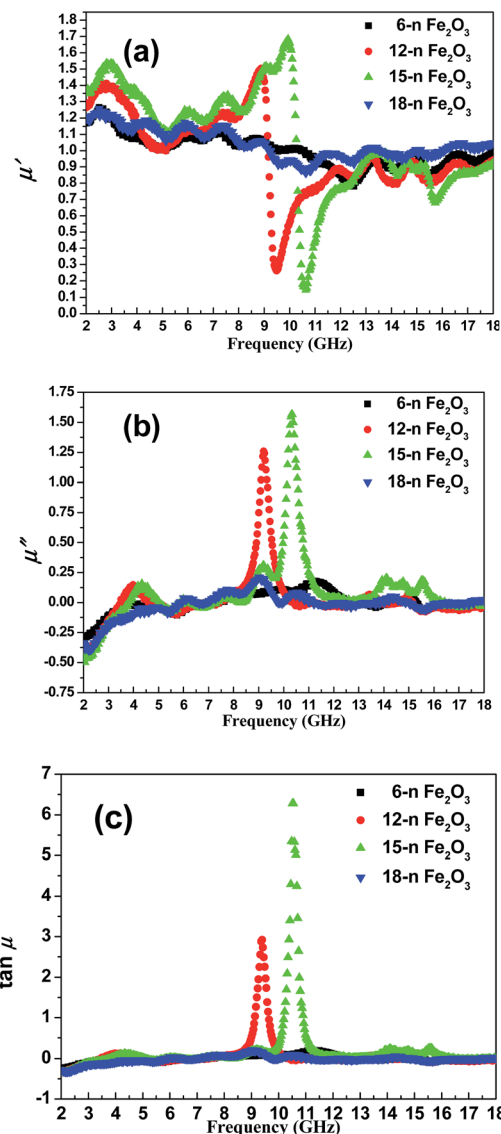 (a)
6-n Fe₂O₃
12-n Fe₂O₃
15-n Fe₂O₃
18-n Fe₂O₃
μ′
1.8
1.7
1.6
1.5
1.4
1.3
1.2
1.1
1.0
0.9
0.8
0.7
0.6
0.5
0.4
0.3
0.2
0.1
0.0
2 3 4 5 6 7 8 9 10 11 12 13 14 15 16 17 18
Frequency (GHz)
(b)
6-n Fe₂O₃
12-n Fe₂O₃
15-n Fe₂O₃
18-n Fe₂O₃
μ″
1.75
1.50
1.25
1.00
0.75
0.50
0.25
0.00
-0.25
-0.50
-0.75
2 3 4 5 6 7 8 9 10 11 12 13 14 15 16 17 18
Frequency (GHz)
(c)
6-n Fe₂O₃
12-n Fe₂O₃
15-n Fe₂O₃
18-n Fe₂O₃
tan μ
7
6
5
4
3
2
1
0
-1
2 3 4 5 6 7 8 9 10 11 12 13 14 15 16 17 18
Frequency (GHz)